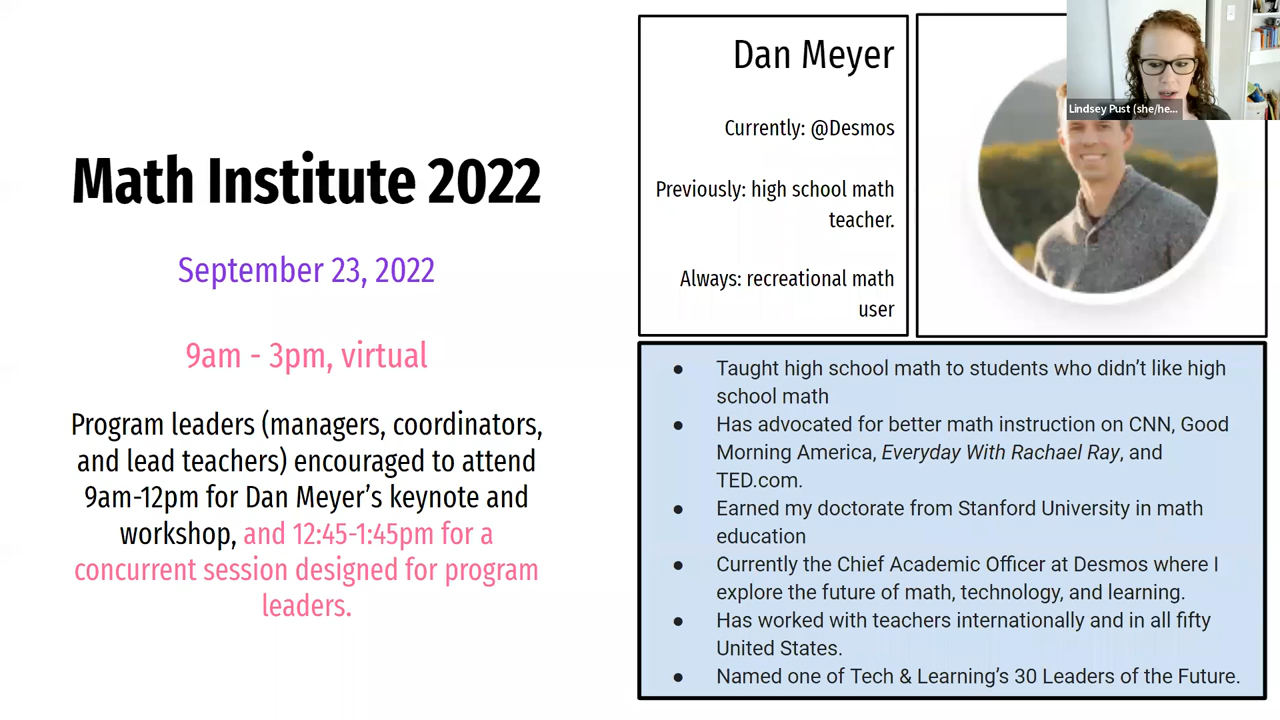 Math Institute 2022
September 23, 2022
9am - 3pm, virtual
Program leaders (managers, coordinators,
and lead teachers) encouraged to attend
9am-12pm for Dan Meyer’s keynote and
workshop, and 12:45-1:45pm for a
concurrent session designed for program
leaders.
Dan Meyer
Currently: @Desmos
Previously: high school math
teacher.
Always: recreational math
user
Lindsey Pust (she/he...
● Taught high school math to students who didn’t like high
school math
● Has advocated for better math instruction on CNN, Good
Morning America, Everyday With Rachael Ray, and
TED.com.
● Earned my doctorate from Stanford University in math
education
● Currently the Chief Academic Officer at Desmos where I
explore the future of math, technology, and learning.
● Has worked with teachers internationally and in all fifty
United States.
● Named one of Tech & Learning’s 30 Leaders of the Future.